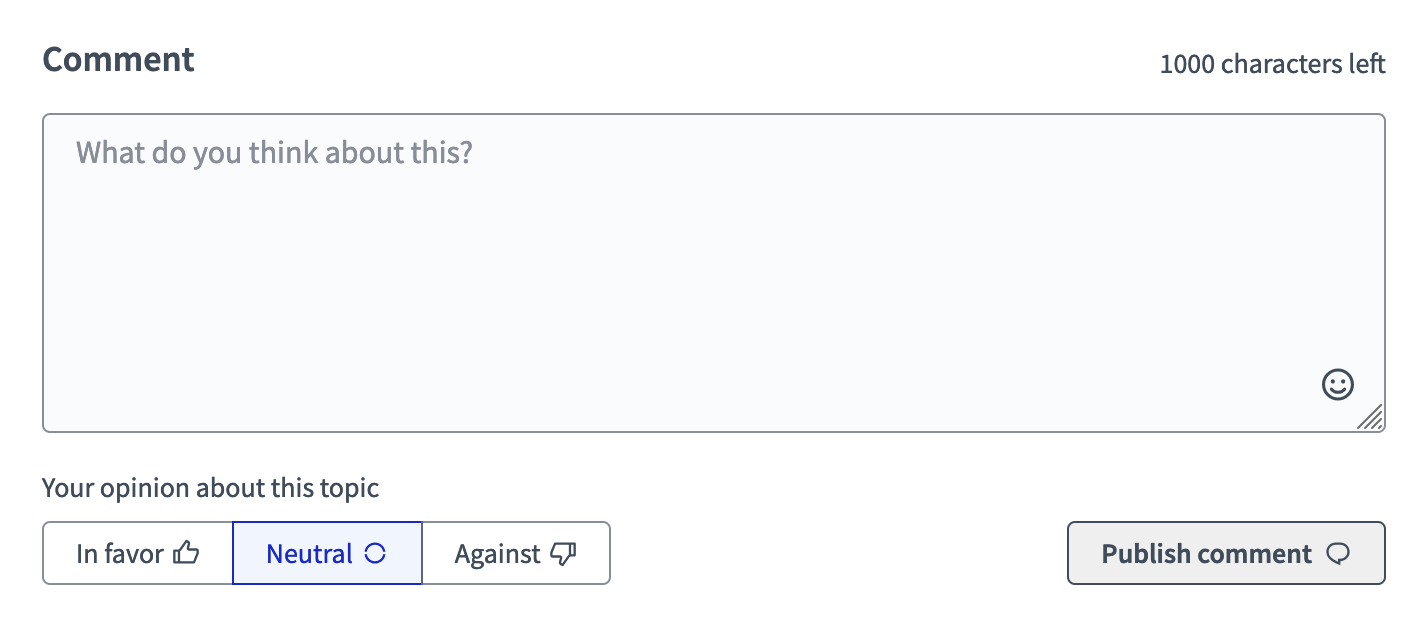 Comment
1000 characters left
What do you think about this?
Your opinion about this topic
In favor
Neutral
Against
Publish comment